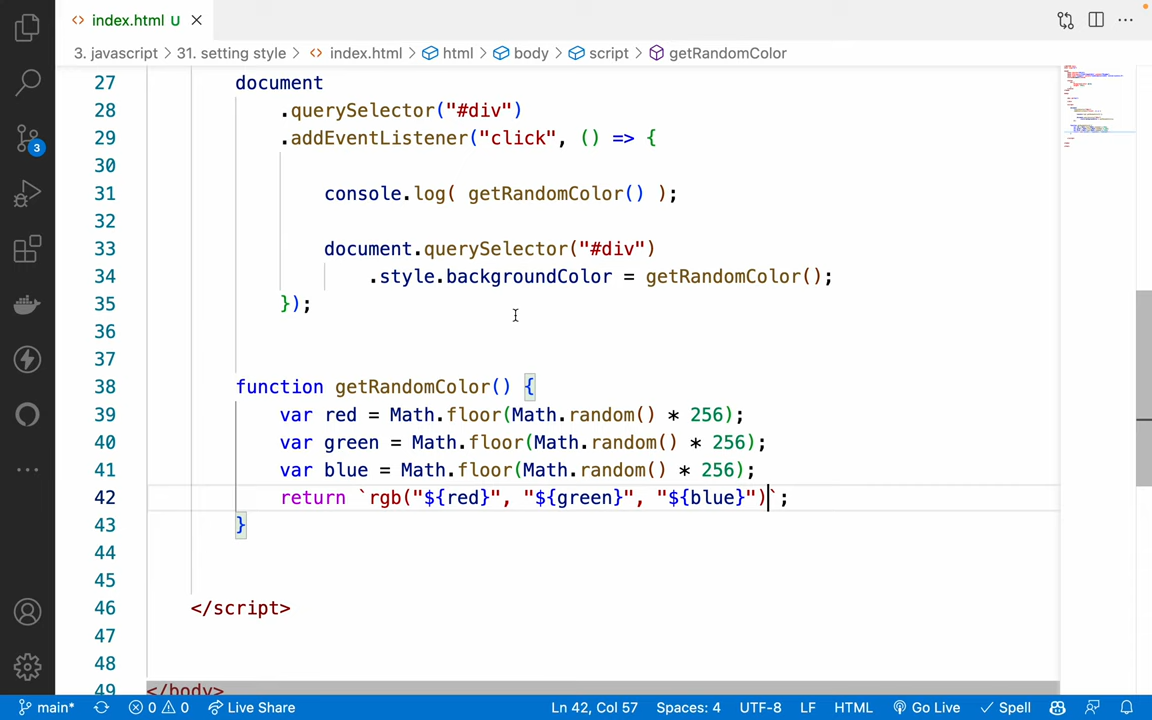 index.html U
3. javascript > 31. setting style > index.html > html > body > script > getRandomColor
27 document
28 .querySelector("#div")
29 .addEventListener("click", () => {
30
31 console.log( getRandomColor() );
32
33 document.querySelector("#div")
34 .style.backgroundColor = getRandomColor();
35 });
36
37
38 function getRandomColor() {
39 var red = Math.floor(Math.random() * 256);
40 var green = Math.floor(Math.random() * 256);
41 var blue = Math.floor(Math.random() * 256);
42 return `rgb("${red}", "${green}", "${blue}")`;
43 }
44
45
46 </script>
47
48
49 </body>
3
main* 0 0 Live Share Ln 42, Col 57 Spaces: 4 UTF-8 LF HTML Go Live Spell